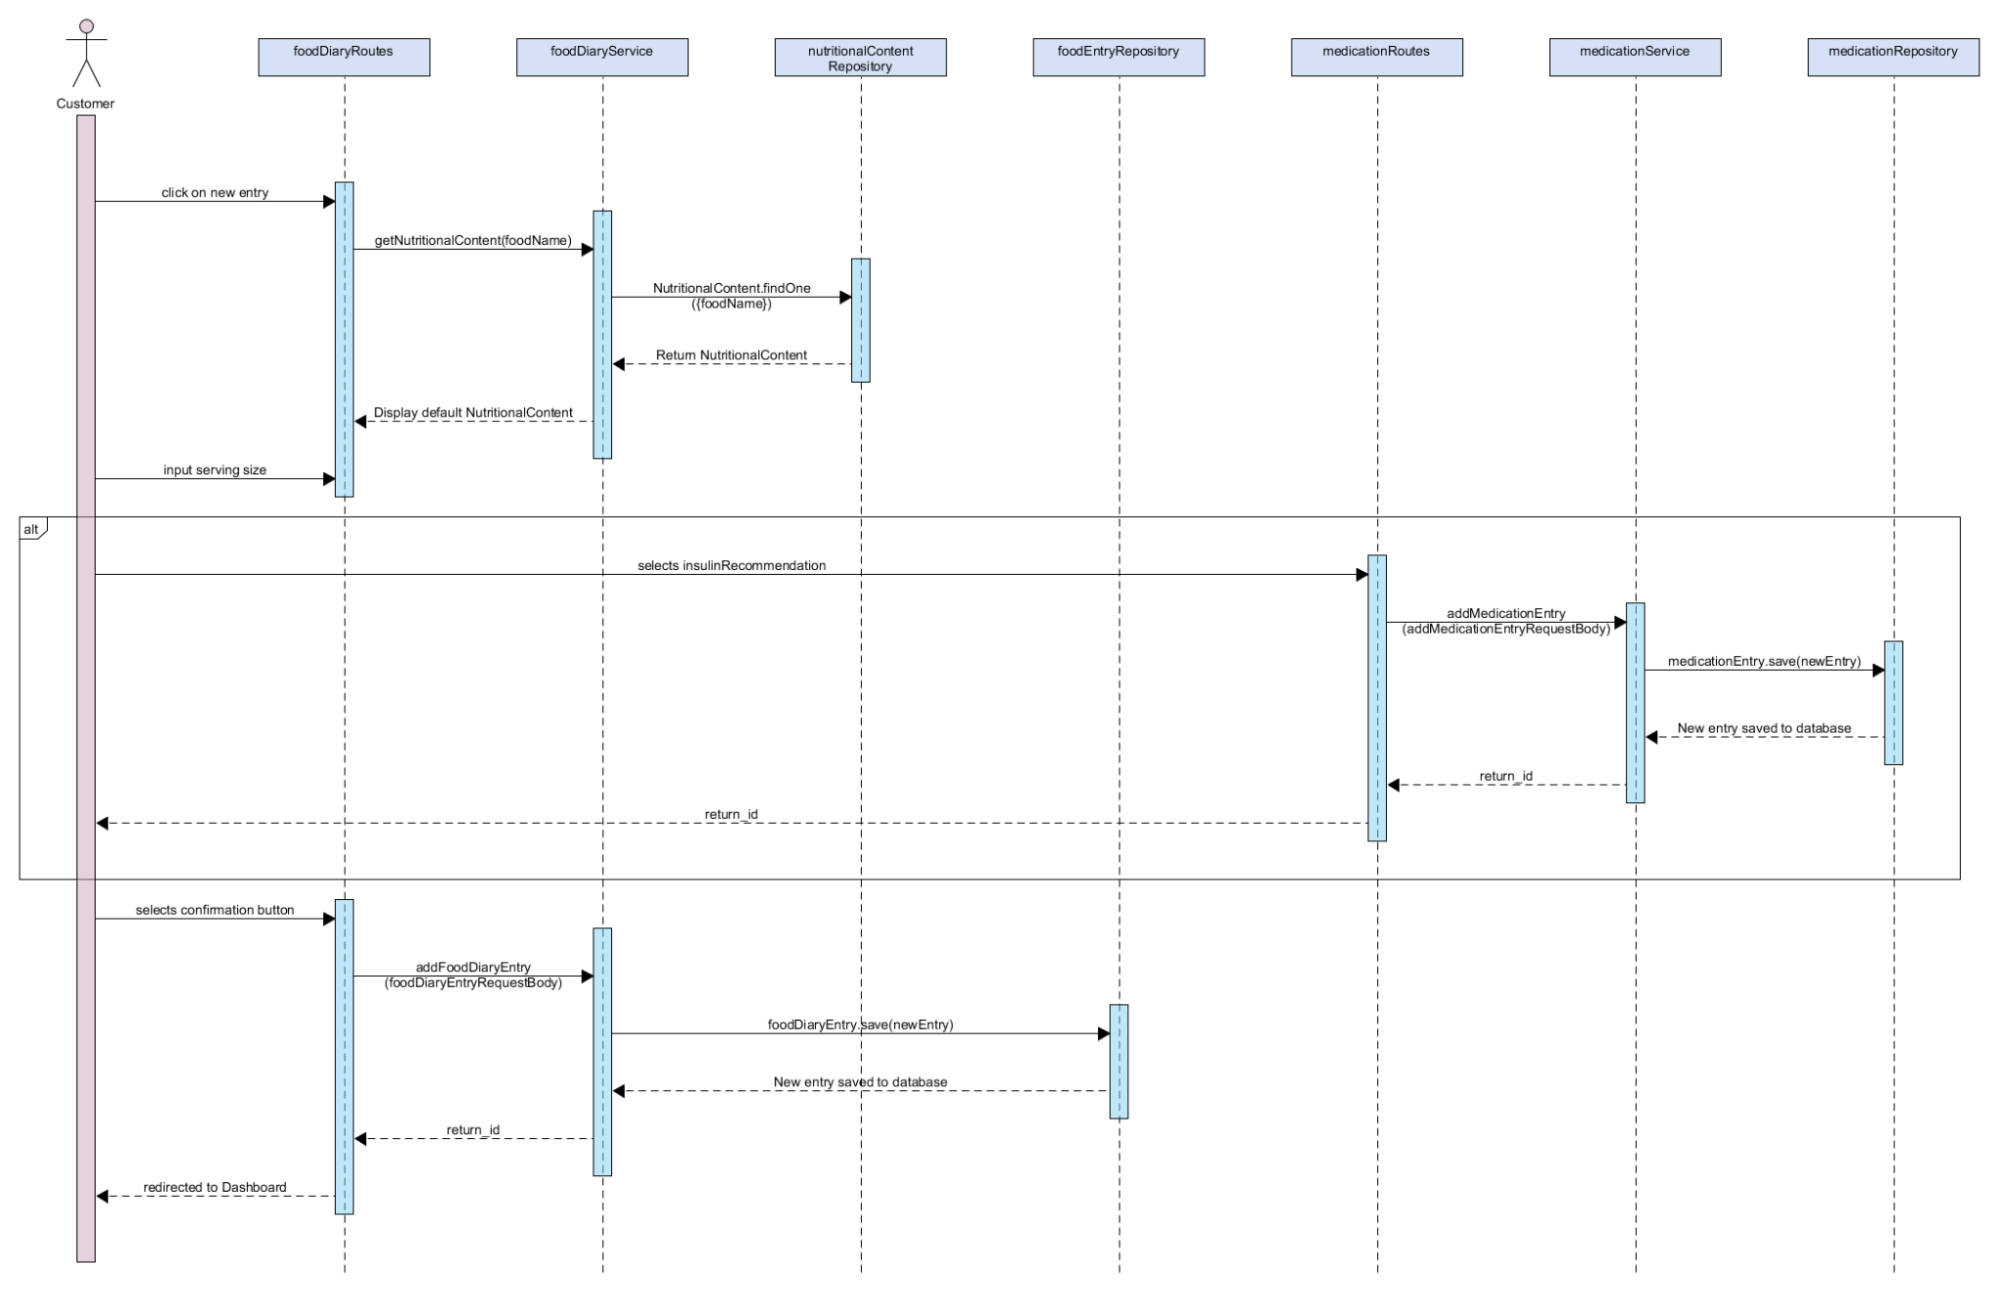 foodDiaryRoutes
foodDiaryService
nutritionalContent
Repository
foodEntryRepository
medicationRoutes
medicationService
medicationRepository
Customer
click on new entry
getNutritionalContent(foodName)
NutritionalContent.findOne
({foodName})
Return NutritionalContent
Display default NutritionalContent
input serving size
alt
selects insulinRecommendation
addMedicationEntry
(addMedicationEntryRequestBody)
medicationEntry.save(newEntry)
New entry saved to database
return_id
return_id
selects confirmation button
addFoodDiaryEntry
(foodDiaryEntryRequestBody)
foodDiaryEntry.save(newEntry)
New entry saved to database
return_id
redirected to Dashboard